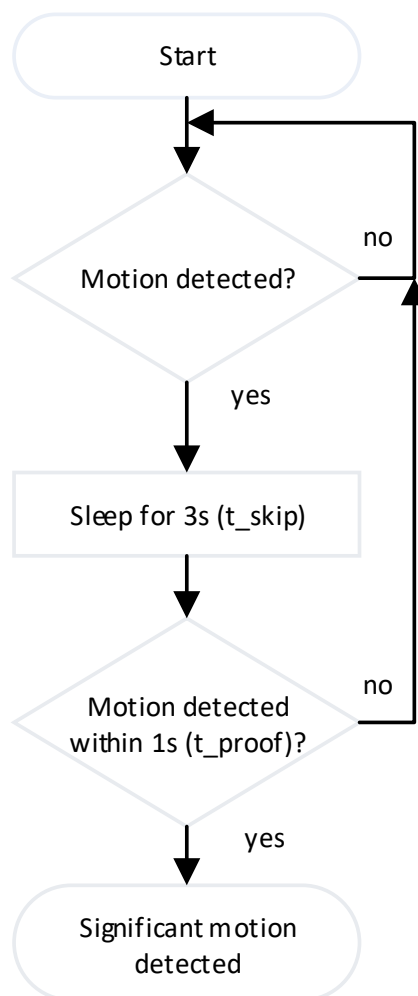 Start
no
Motion detected?
yes
Sleep for 3s (t_skip)
no
Motion detected
within 1s (t_proof)?
yes
Significant motion
detected